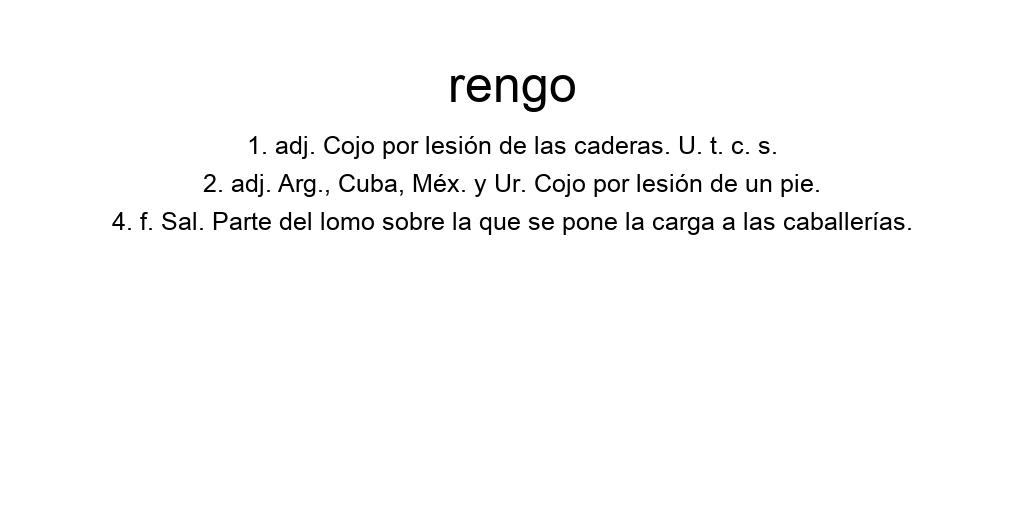 rengo
1. adj. Cojo por lesión de las caderas. U. t. c. s.
2. adj. Arg., Cuba, Méx. y Ur. Cojo por lesión de un pie.
4. f. Sal. Parte del lomo sobre la que se pone la carga a las caballerías.